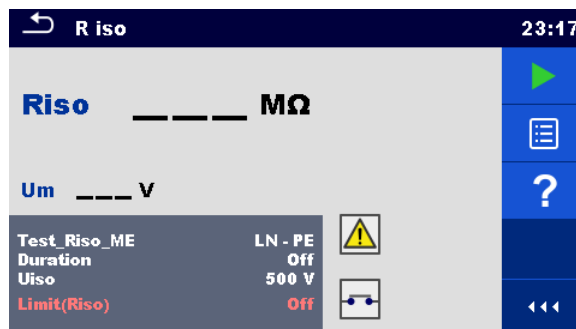 R iso 23:17
Riso ___ MΩ
Um ___ V
Test_Riso_ME LN - PE
Duration Off
Uiso 500 V
Limit(Riso) Off
?